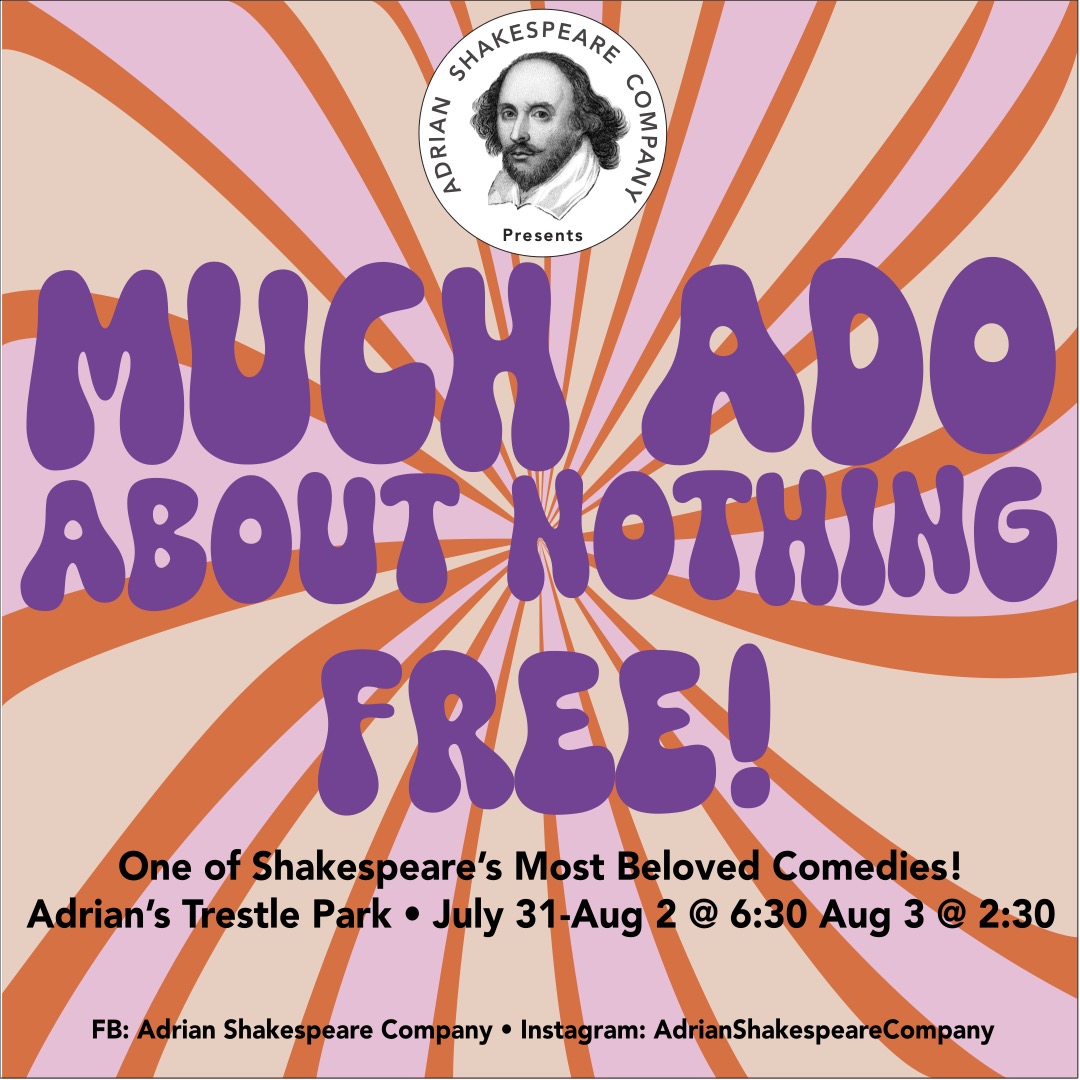 ADRIAN SHAKESPEARE COMPANY
Presents
MUCH ADO
ABOUT NOTHING
FREE!
One of Shakespeare’s Most Beloved Comedies!
Adrian’s Trestle Park • July 31-Aug 2 @ 6:30 Aug 3 @ 2:30
FB: Adrian Shakespeare Company • Instagram: AdrianShakespeareCompany